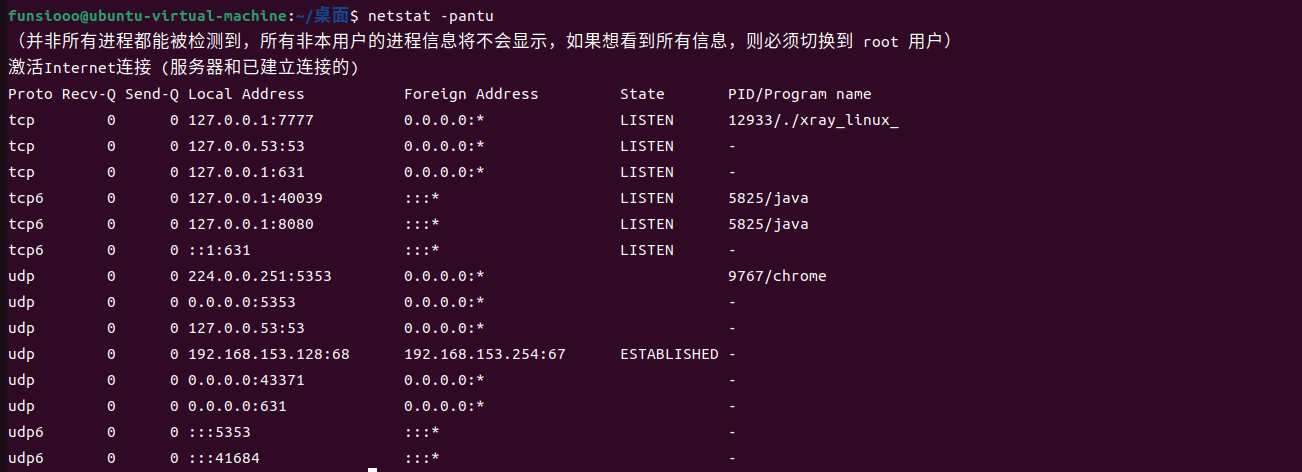 funsiooo@ubuntu-virtual-machine:~/桌面$ netstat -pantu
（并非所有进程都能被检测到，所有非本用户的进程信息将不会显示，如果想看到所有信息，则必须切换到 root 用户）
激活Internet连接 (服务器和已建立连接的)
Proto Recv-Q Send-Q Local Address           Foreign Address         State       PID/Program name
tcp        0      0 127.0.0.1:7777          0.0.0.0:*               LISTEN      12933/./xray_linux_
tcp        0      0 127.0.0.53:53           0.0.0.0:*               LISTEN      -
tcp        0      0 127.0.0.1:631           0.0.0.0:*               LISTEN      -
tcp6       0      0 127.0.0.1:40039         :::*                    LISTEN      5825/java
tcp6       0      0 127.0.0.1:8080          :::*                    LISTEN      5825/java
tcp6       0      0 ::1:631                 :::*                    LISTEN      -
udp        0      0 224.0.0.251:5353        0.0.0.0:*                           9767/chrome
udp        0      0 0.0.0.0:5353            0.0.0.0:*                           -
udp        0      0 127.0.0.53:53           0.0.0.0:*                           -
udp        0      0 192.168.153.128:68      192.168.153.254:67      ESTABLISHED -
udp        0      0 0.0.0.0:43371           0.0.0.0:*                           -
udp        0      0 0.0.0.0:631             0.0.0.0:*                           -
udp6       0      0 :::5353                 :::*                                -
udp6       0      0 :::41684                :::*                                -